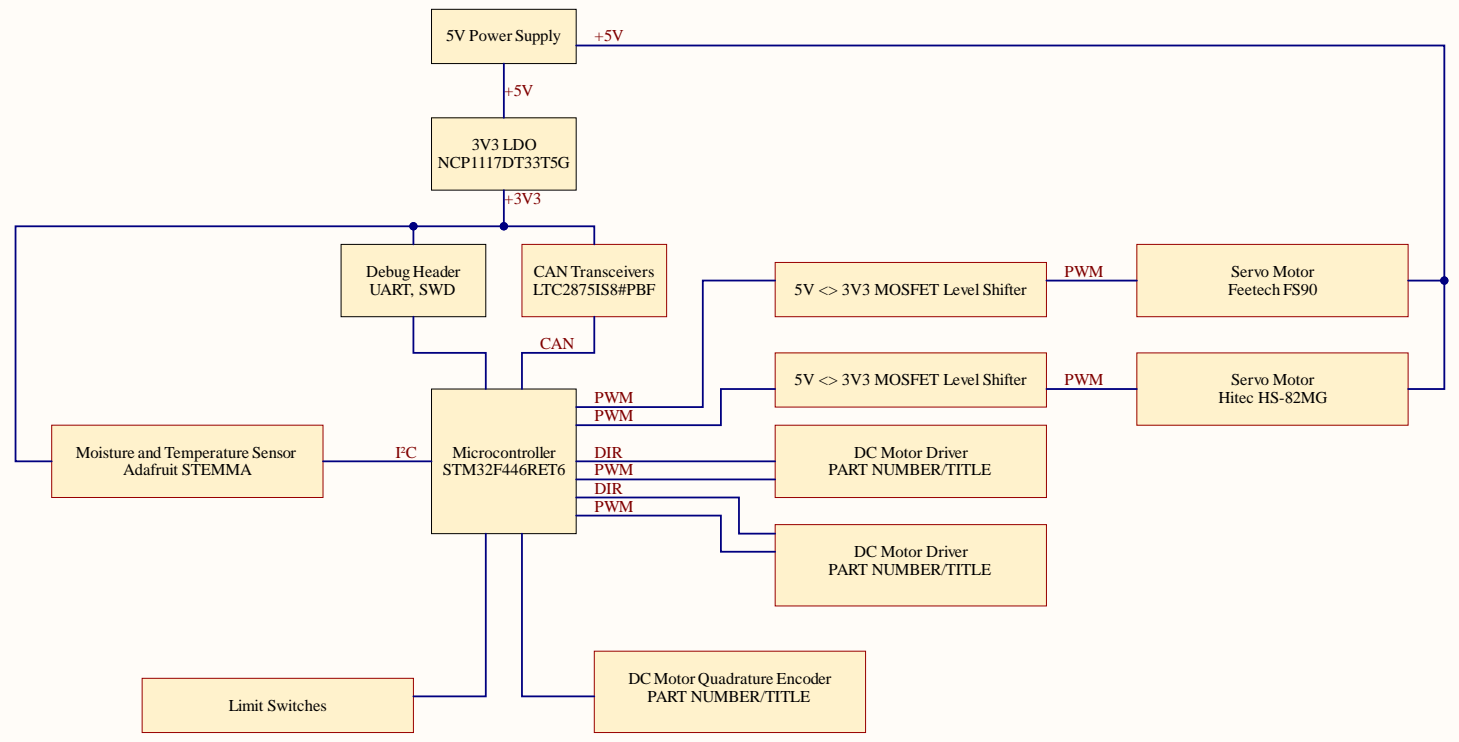 5V Power Supply
+5V
+5V
3V3 LDO
NCP1117DT33T5G
+3V3
Debug Header
UART, SWD
CAN Transceivers
LTC2875IS8#PBF
CAN
5V <> 3V3 MOSFET Level Shifter
PWM
Servo Motor
Feetech FS90
5V <> 3V3 MOSFET Level Shifter
PWM
Servo Motor
Hitec HS-82MG
Moisture and Temperature Sensor
Adafruit STEMMA
I²C
Microcontroller
STM32F446RET6
PWM
PWM
DIR
PWM
DIR
PWM
DC Motor Driver
PART NUMBER/TITLE
DC Motor Driver
PART NUMBER/TITLE
DC Motor Quadrature Encoder
PART NUMBER/TITLE
Limit Switches